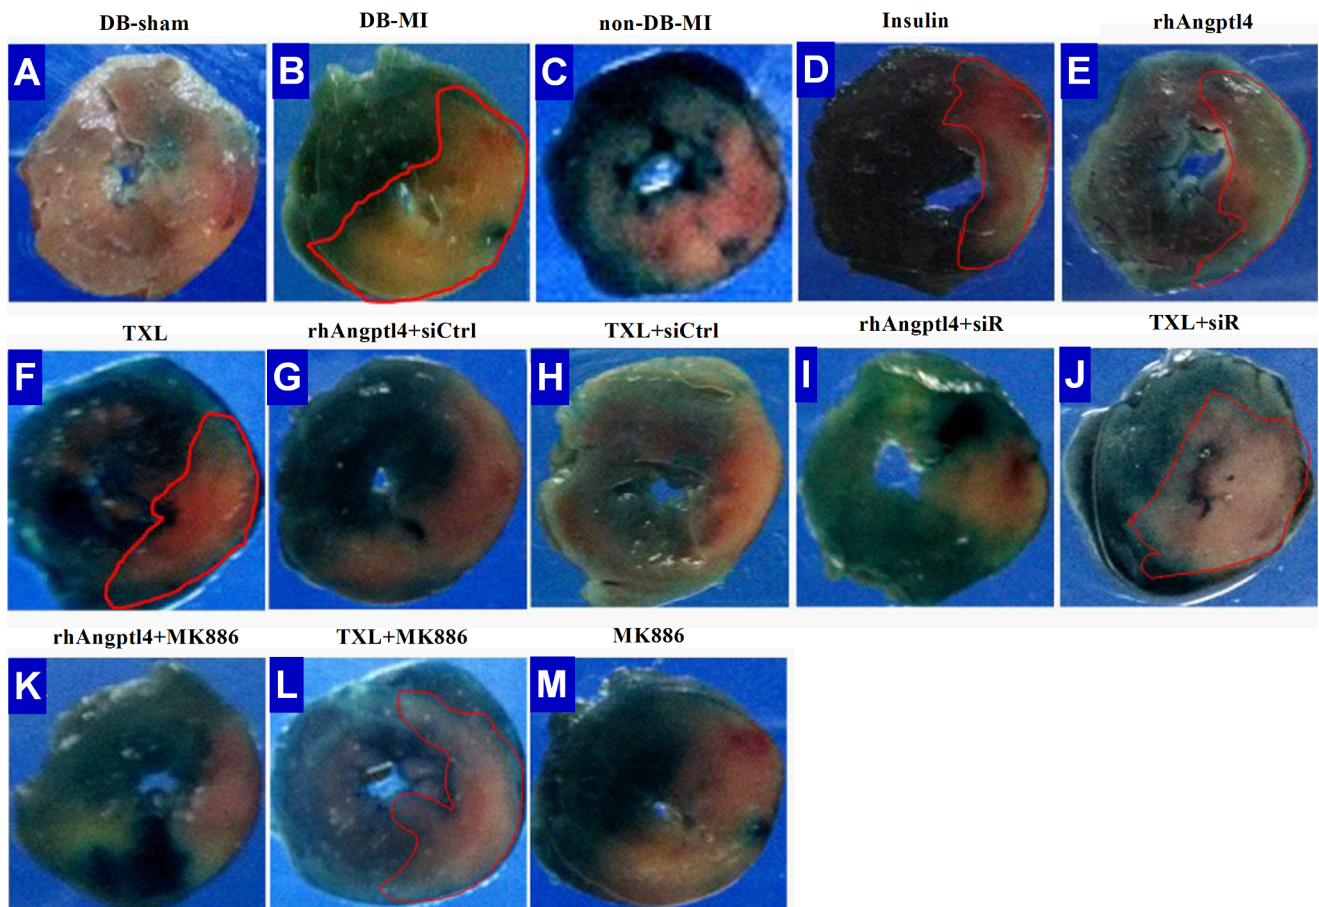 DB-sham DB-MI non-DB-MI Insulin rhAngptl4
A B C D E
TXL rhAngptl4+siCtrl TXL+siCtrl rhAngptl4+siR TXL+siR
F G H I J
rhAngptl4+MK886 TXL+MK886 MK886
K L M